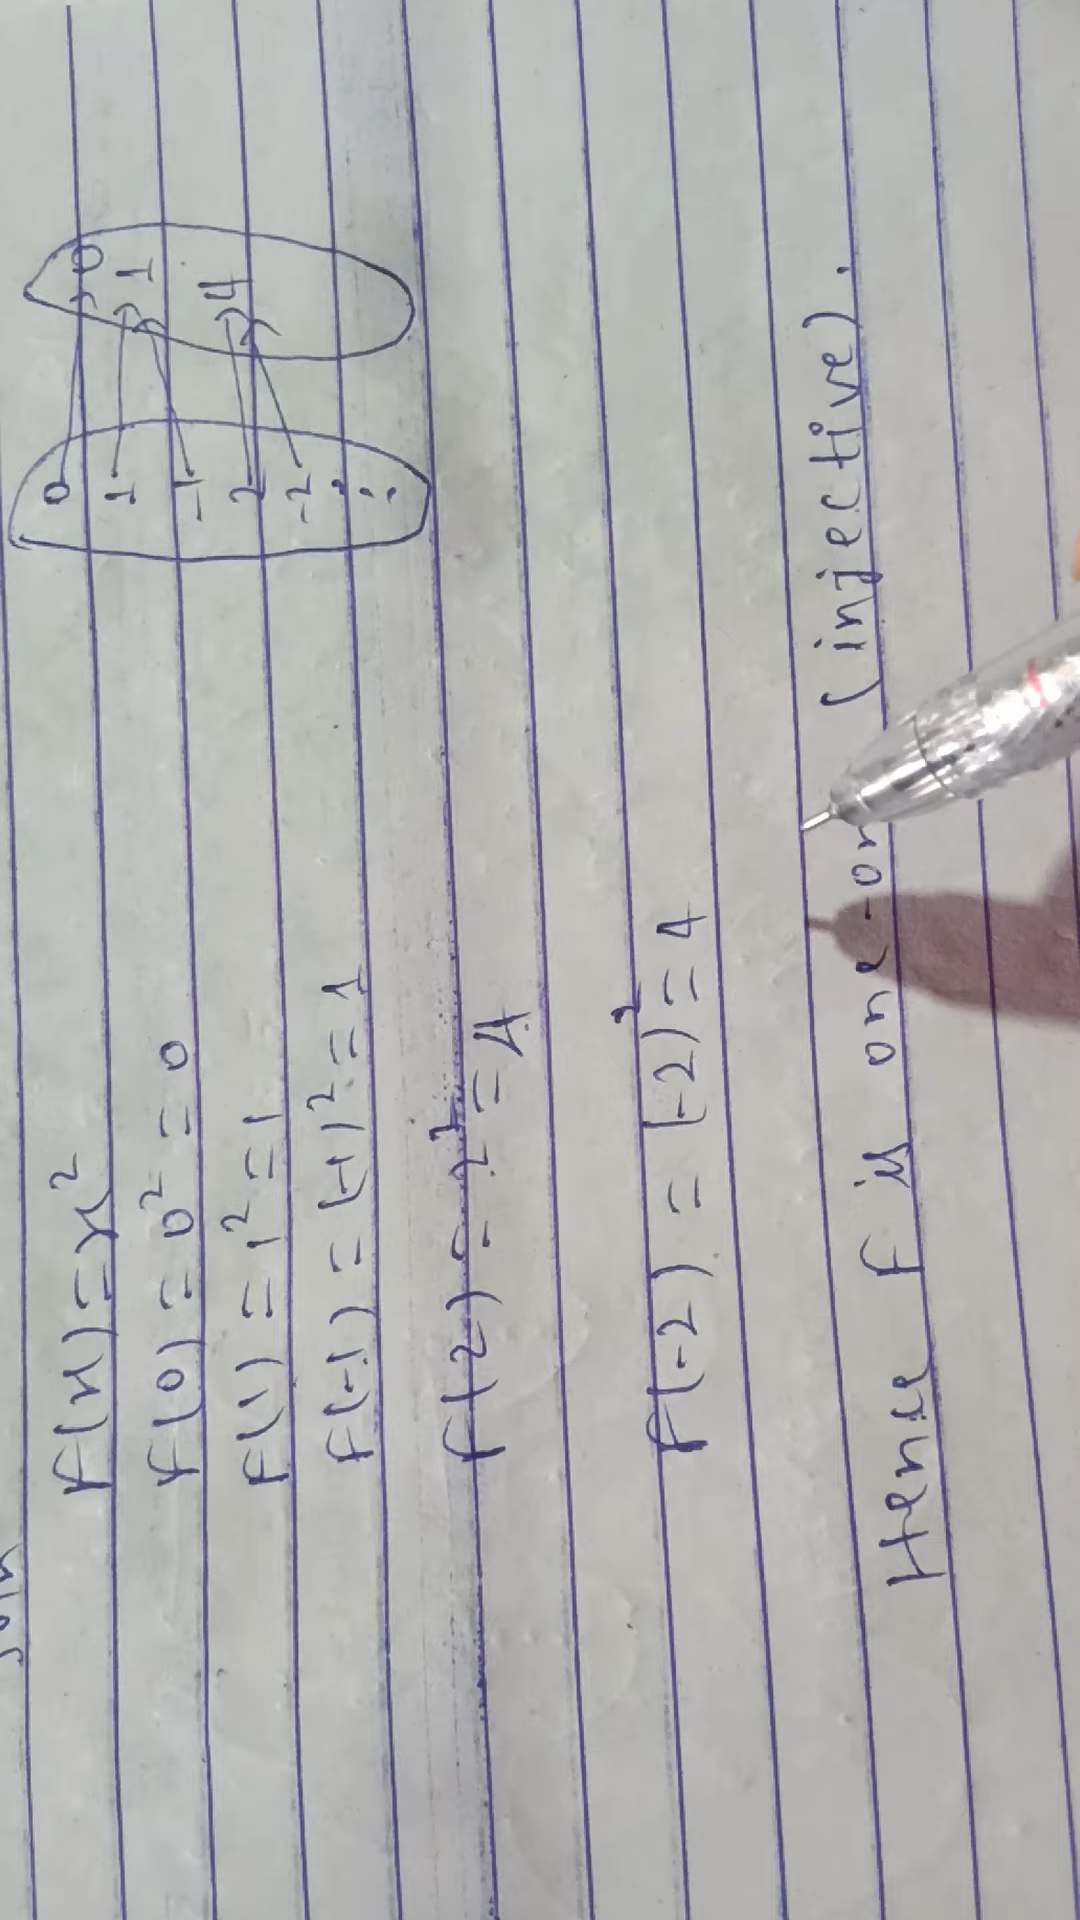 f(x) = x²
f(0) = 0² = 0
f(1) = 1² = 1
f(-1) = (-1)² = 1
f(2) = 2² = 4
f(-2) = (-2)² = 4
0
1
-1
2
-2
0
1
4
Hence f is one- (injective).